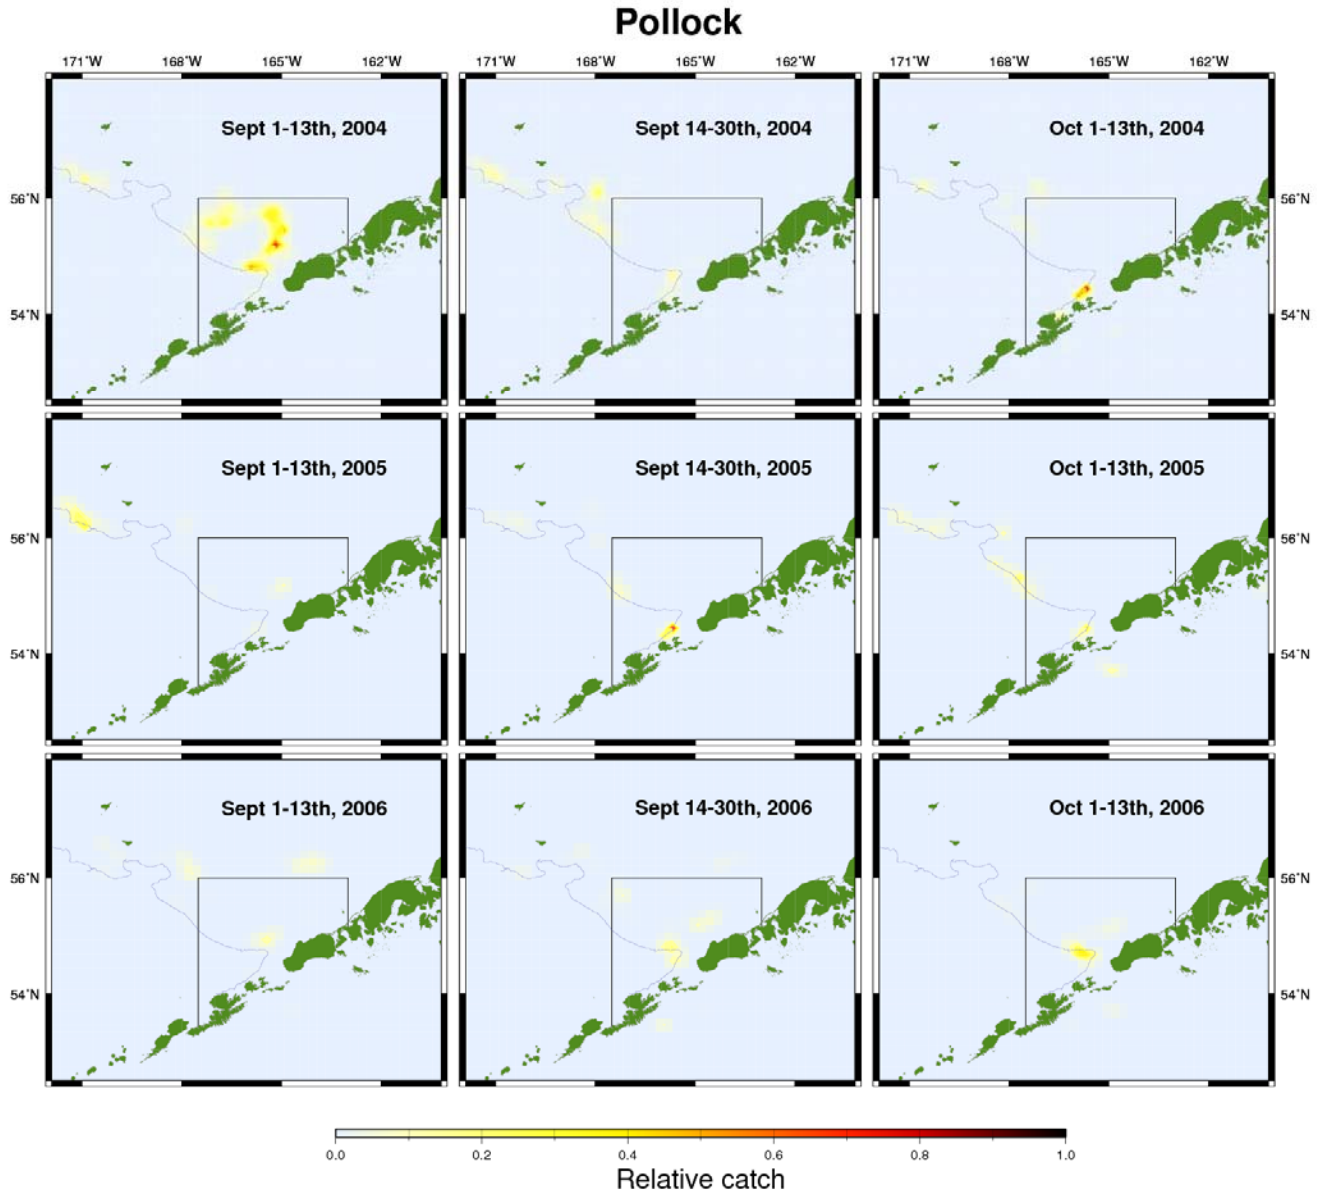 Pollock
171°W 168°W 165°W 162°W 171°W 168°W 165°W 162°W 171°W 168°W 165°W 162°W
Sept 1-13th, 2004 Sept 14-30th, 2004 Oct 1-13th, 2004
56°N 56°N
54°N 54°N
Sept 1-13th, 2005 Sept 14-30th, 2005 Oct 1-13th, 2005
56°N 56°N
54°N 54°N
Sept 1-13th, 2006 Sept 14-30th, 2006 Oct 1-13th, 2006
56°N 56°N
54°N 54°N
0.0 0.2 0.4 0.6 0.8 1.0
Relative catch